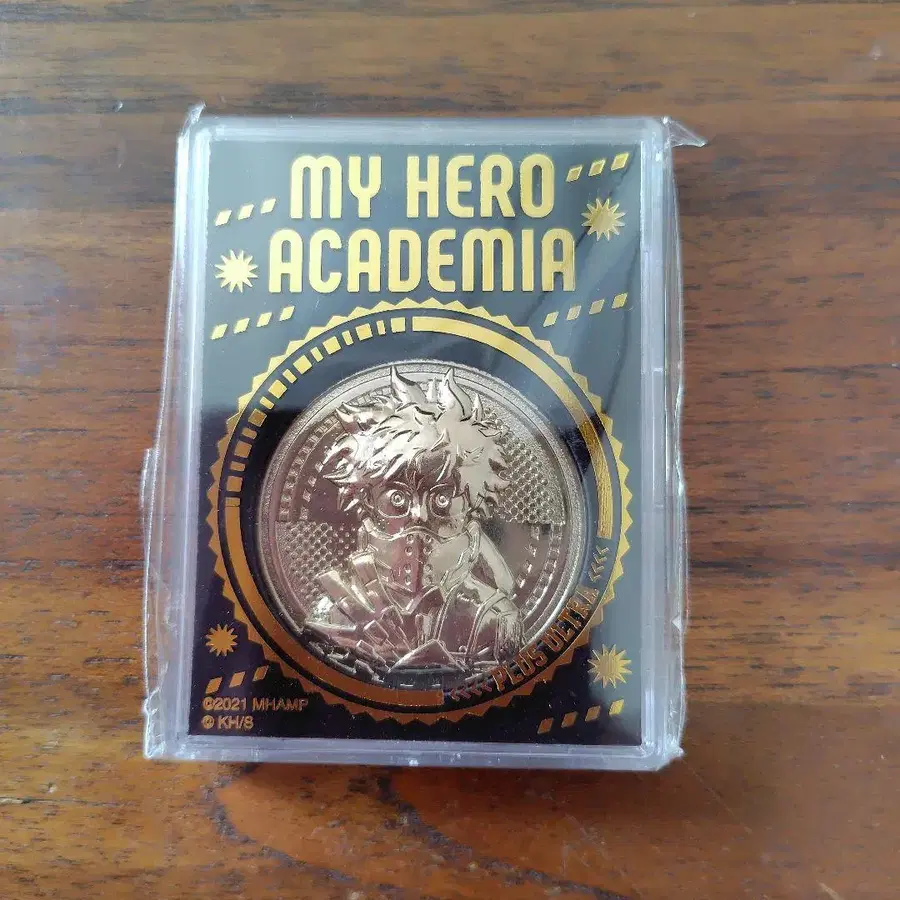 MY HERO
ACADEMIA
PLUS ULTRA
©2021 MHAMP
© KH/S